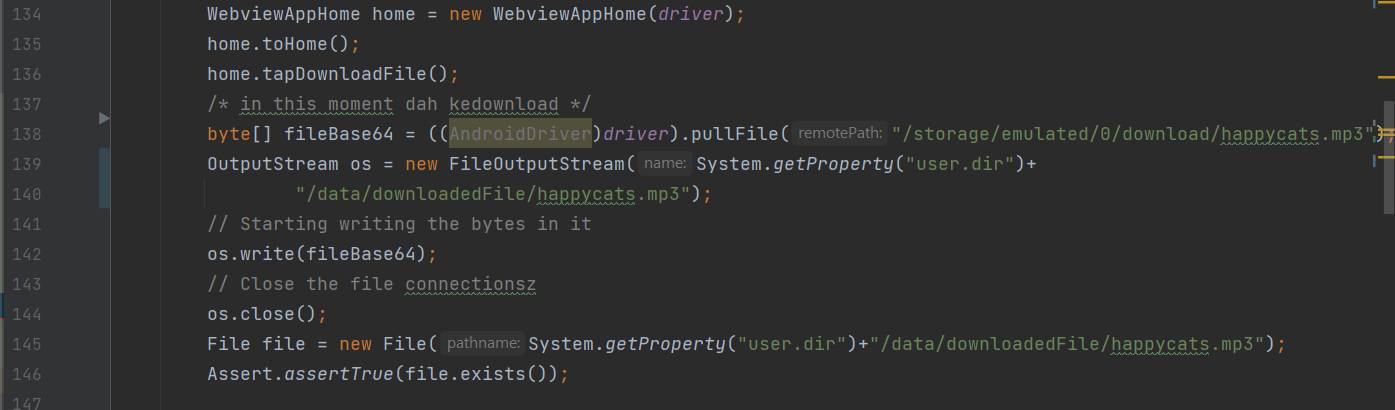 134 WebviewAppHome home = new WebviewAppHome(driver);
135 home.toHome();
136 home.tapDownloadFile();
137 /* in this moment dah kedownload */
138 byte[] fileBase64 = ((AndroidDriver)driver).pullFile( remotePath: "/storage/emulated/0/download/happycats.mp3");
139 OutputStream os = new FileOutputStream( name: System.getProperty("user.dir")+
140 "/data/downloadedFile/happycats.mp3");
141 // Starting writing the bytes in it
142 os.write(fileBase64);
143 // Close the file connectionsz
144 os.close();
145 File file = new File( pathname: System.getProperty("user.dir")+"/data/downloadedFile/happycats.mp3");
146 Assert.assertTrue(file.exists());
147